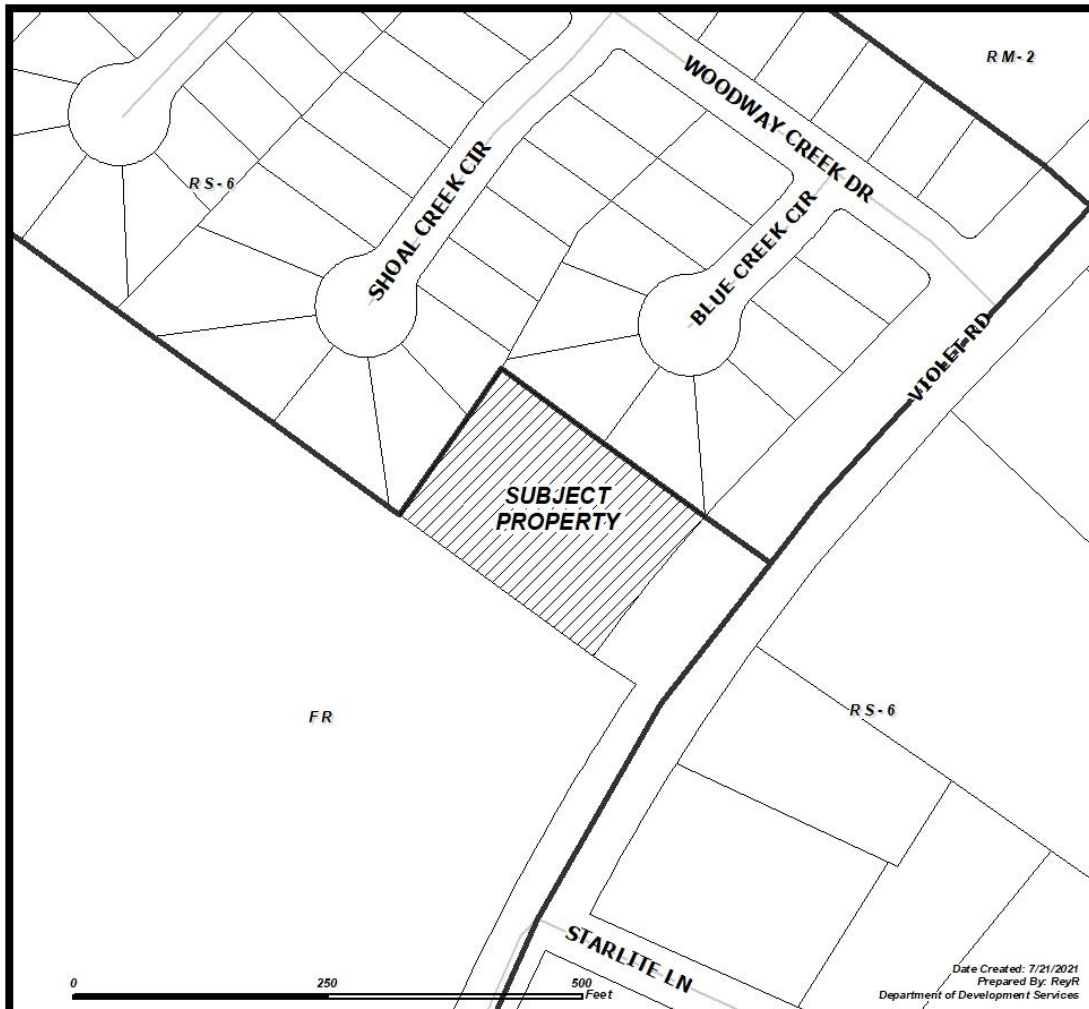 RM-2
WOODWAY CREEK DR
RS-6
SHOAL CREEK CIR
BLUE CREEK CIR
VIOLET RD
SUBJECT
PROPERTY
FR
RS-6
STARLITE LN
0 250 500
Feet
Date Created: 7/21/2021
Prepared By: ReyR
Department of Development Services